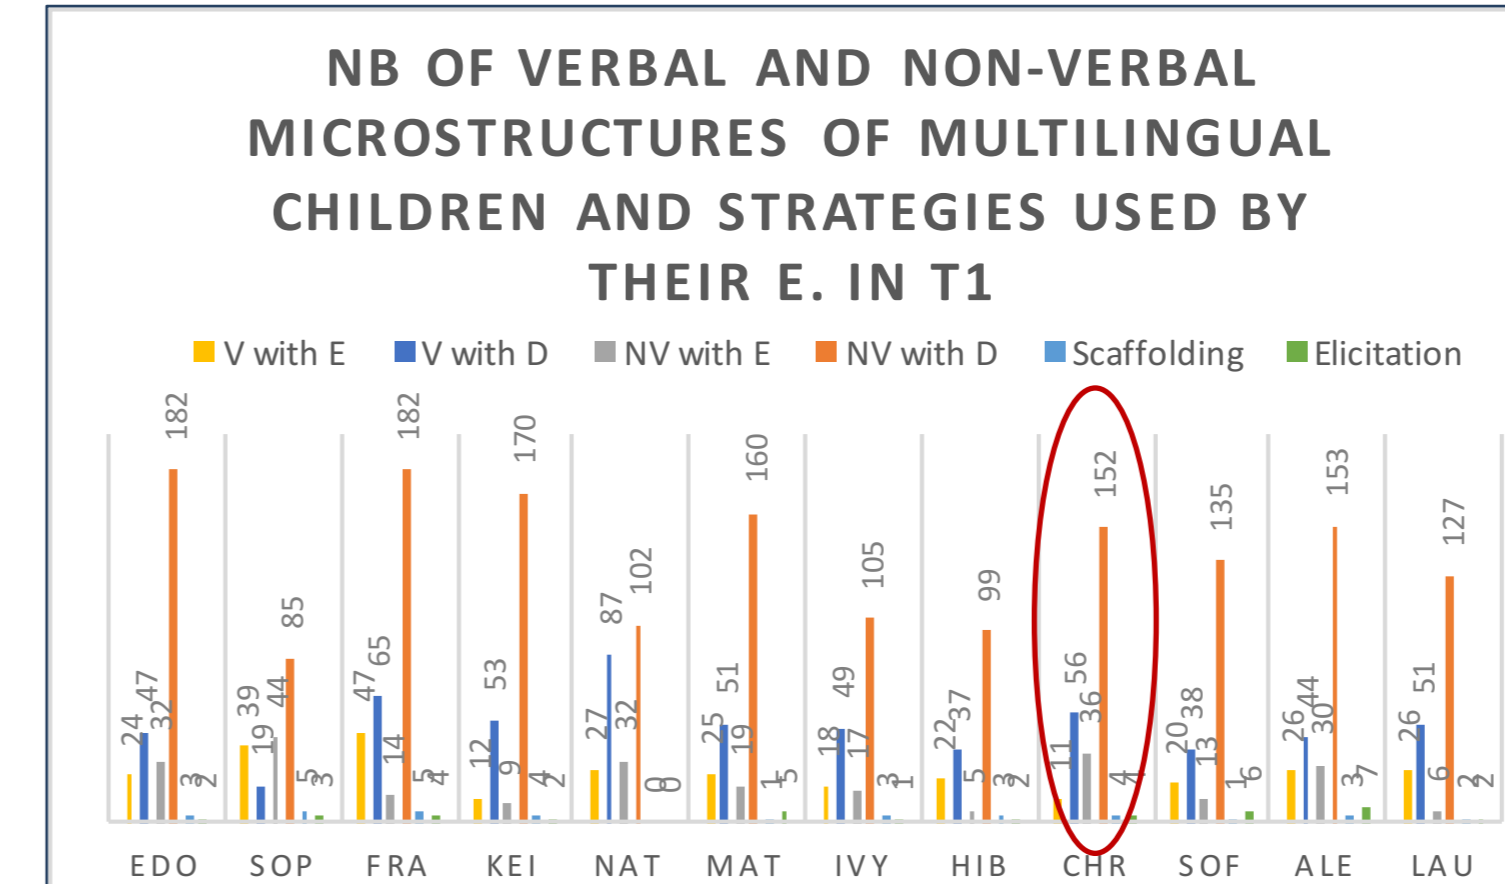 NB OF VERBAL AND NON-VERBAL
MICROSTRUCTURES OF MULTILINGUAL
CHILDREN AND STRATEGIES USED BY
THEIR E. IN T1
V with E V with D NV with E NV with D Scaffolding Elicitation
24 47 32 182 3 2
39 19 44 85 5 3
47 65 14 182 5 4
12 53 9 170 4 2
27 87 32 102 0 0
25 51 19 160 1 5
18 49 17 105 3 1
22 37 5 99 3 2
11 56 36 152 4 4
20 38 13 135 1 6
26 44 30 153 3 7
26 51 6 127 2 2
EDO SOP FRA KEI NAT MAT IVY HIB CHR SOF ALE LAU